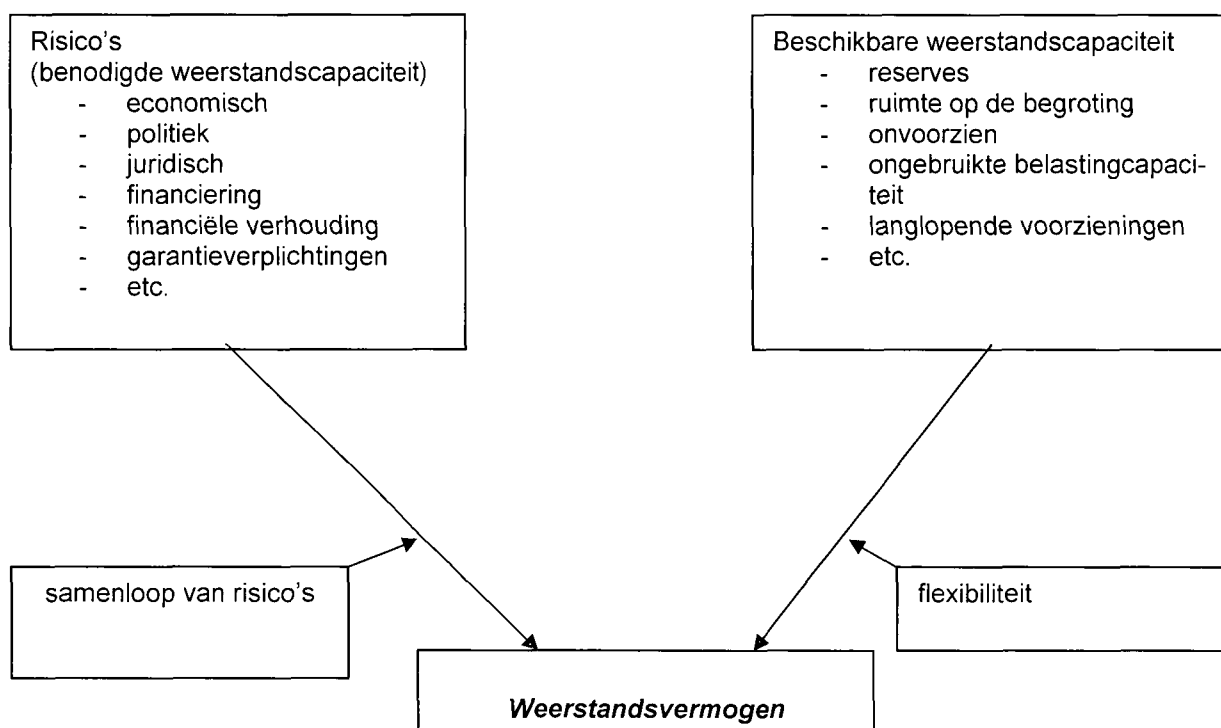 Risico's
(benodigde weerstandscapaciteit)
- economisch
- politiek
- juridisch
- financiering
- financiële verhouding
- garantieverplichtingen
- etc.
Beschikbare weerstandscapaciteit
- reserves
- ruimte op de begroting
- onvoorzien
- ongebruikte belastingcapaci-
teit
- langlopende voorzieningen
- etc.
samenloop van risico's
flexibiliteit
Weerstandsvermogen